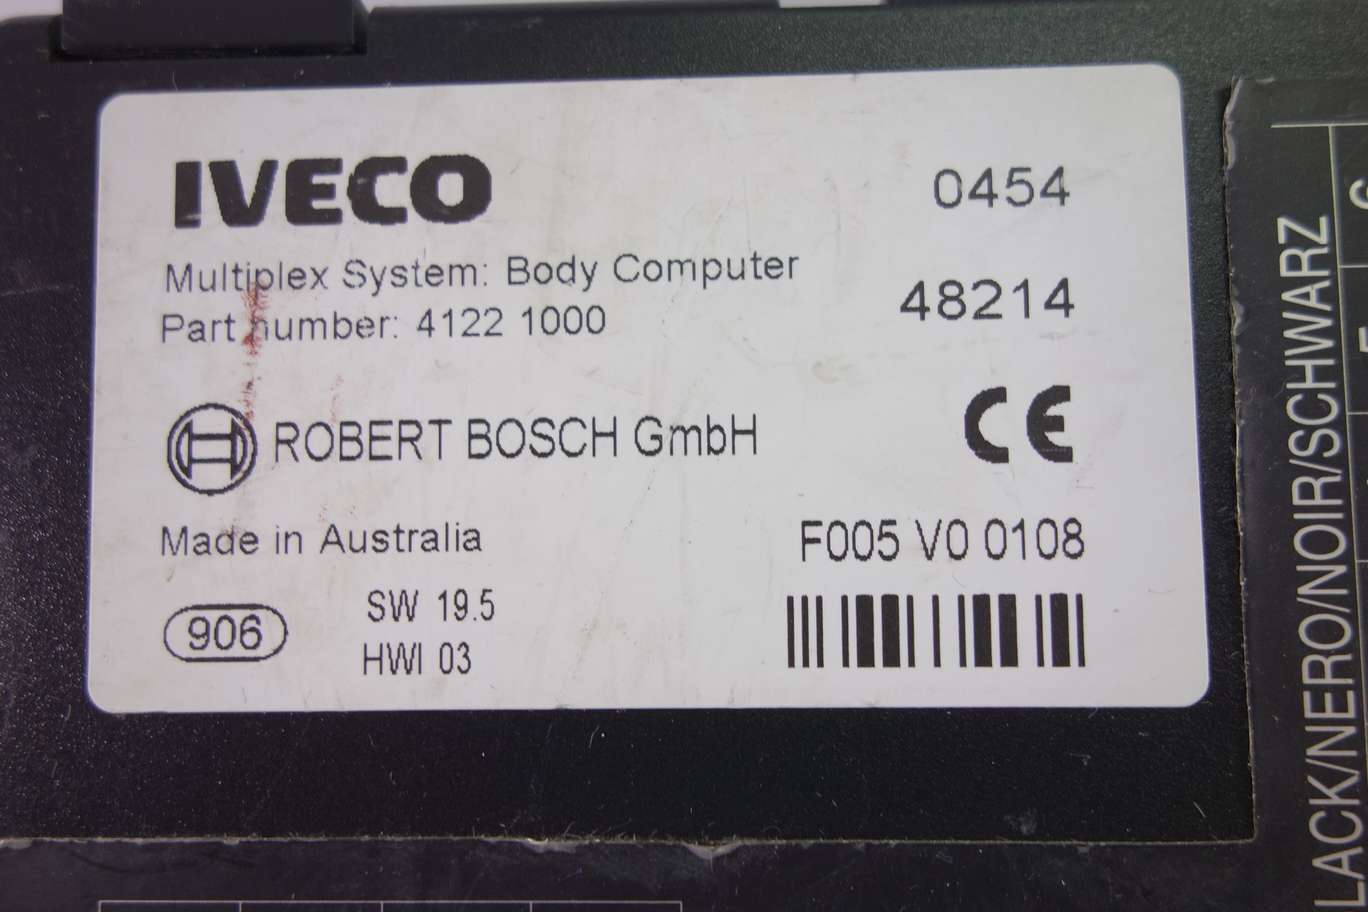 IVECO
0454
Multiplex System: Body Computer
48214
Part number: 4122 1000
ROBERT BOSCH GmbH
CE
Made in Australia
F005 V0 0108
906
SW 19.5
HWI 03
LACK/NERO/NOIR/SCHWARZ